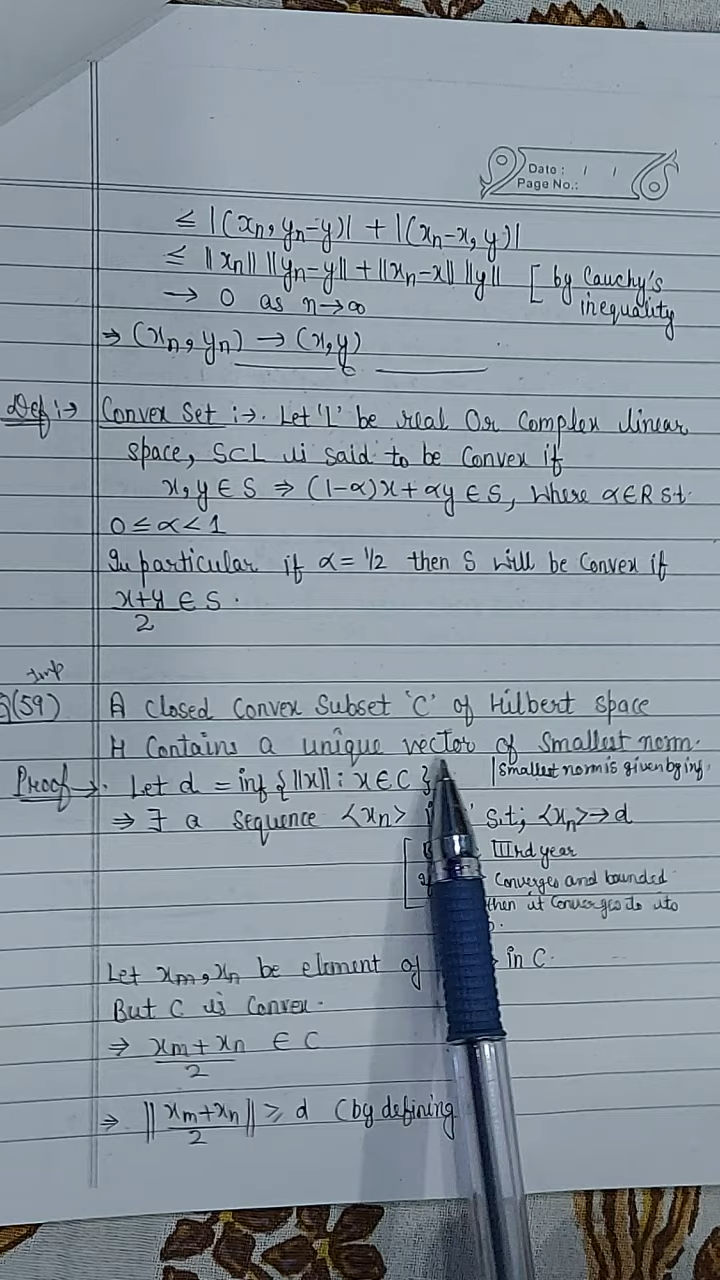 Date : / /
Page No.:
≤ |(xn, yn-y)| + |(xn-x, y)|
≤ ||xn|| ||yn-y|| + ||xn-x|| ||y|| [ by Cauchy's inequality
→ 0 as n→∞
⇒ (xn, yn) → (x,y)
Def :→ Convex Set :→. Let 'L' be real Or Complex linear
space, S⊂L is said to be Convex if
x, y ∈ S ⇒ (1-α)x + αy ∈ S, Where α∈R s.t.
0 ≤ α < 1
In particular if α = 1/2 then S will be Convex if
x+y/2 ∈ S.
Imp
(59) A Closed Convex Subset 'C' of Hilbert space
H Contains a unique vector of Smallest norm.
Proof →. Let d = inf {||x|| : x ∈ C} | Smallest norm is given by inf.
⇒ ∃ a Sequence <xn> s.t; <xn> → d
IIIrd year
Converges and bounded
then it Converges to its
Let xm, xn be element of in C.
But C is Convex.
⇒ xm + xn/2 ∈ C
⇒ ||xm+xn/2|| ≥ d (by defining